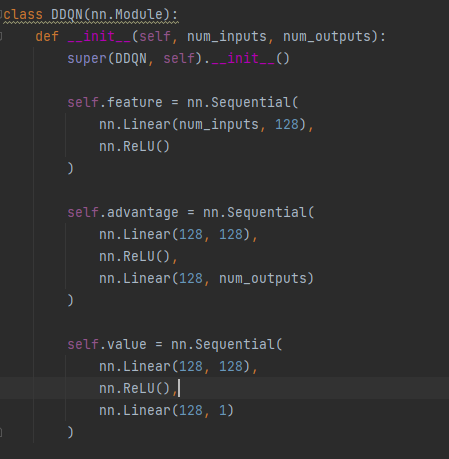 class DDQN(nn.Module):
    def __init__(self, num_inputs, num_outputs):
        super(DDQN, self).__init__()

        self.feature = nn.Sequential(
            nn.Linear(num_inputs, 128),
            nn.ReLU()
        )

        self.advantage = nn.Sequential(
            nn.Linear(128, 128),
            nn.ReLU(),
            nn.Linear(128, num_outputs)
        )

        self.value = nn.Sequential(
            nn.Linear(128, 128),
            nn.ReLU(),
            nn.Linear(128, 1)
        )